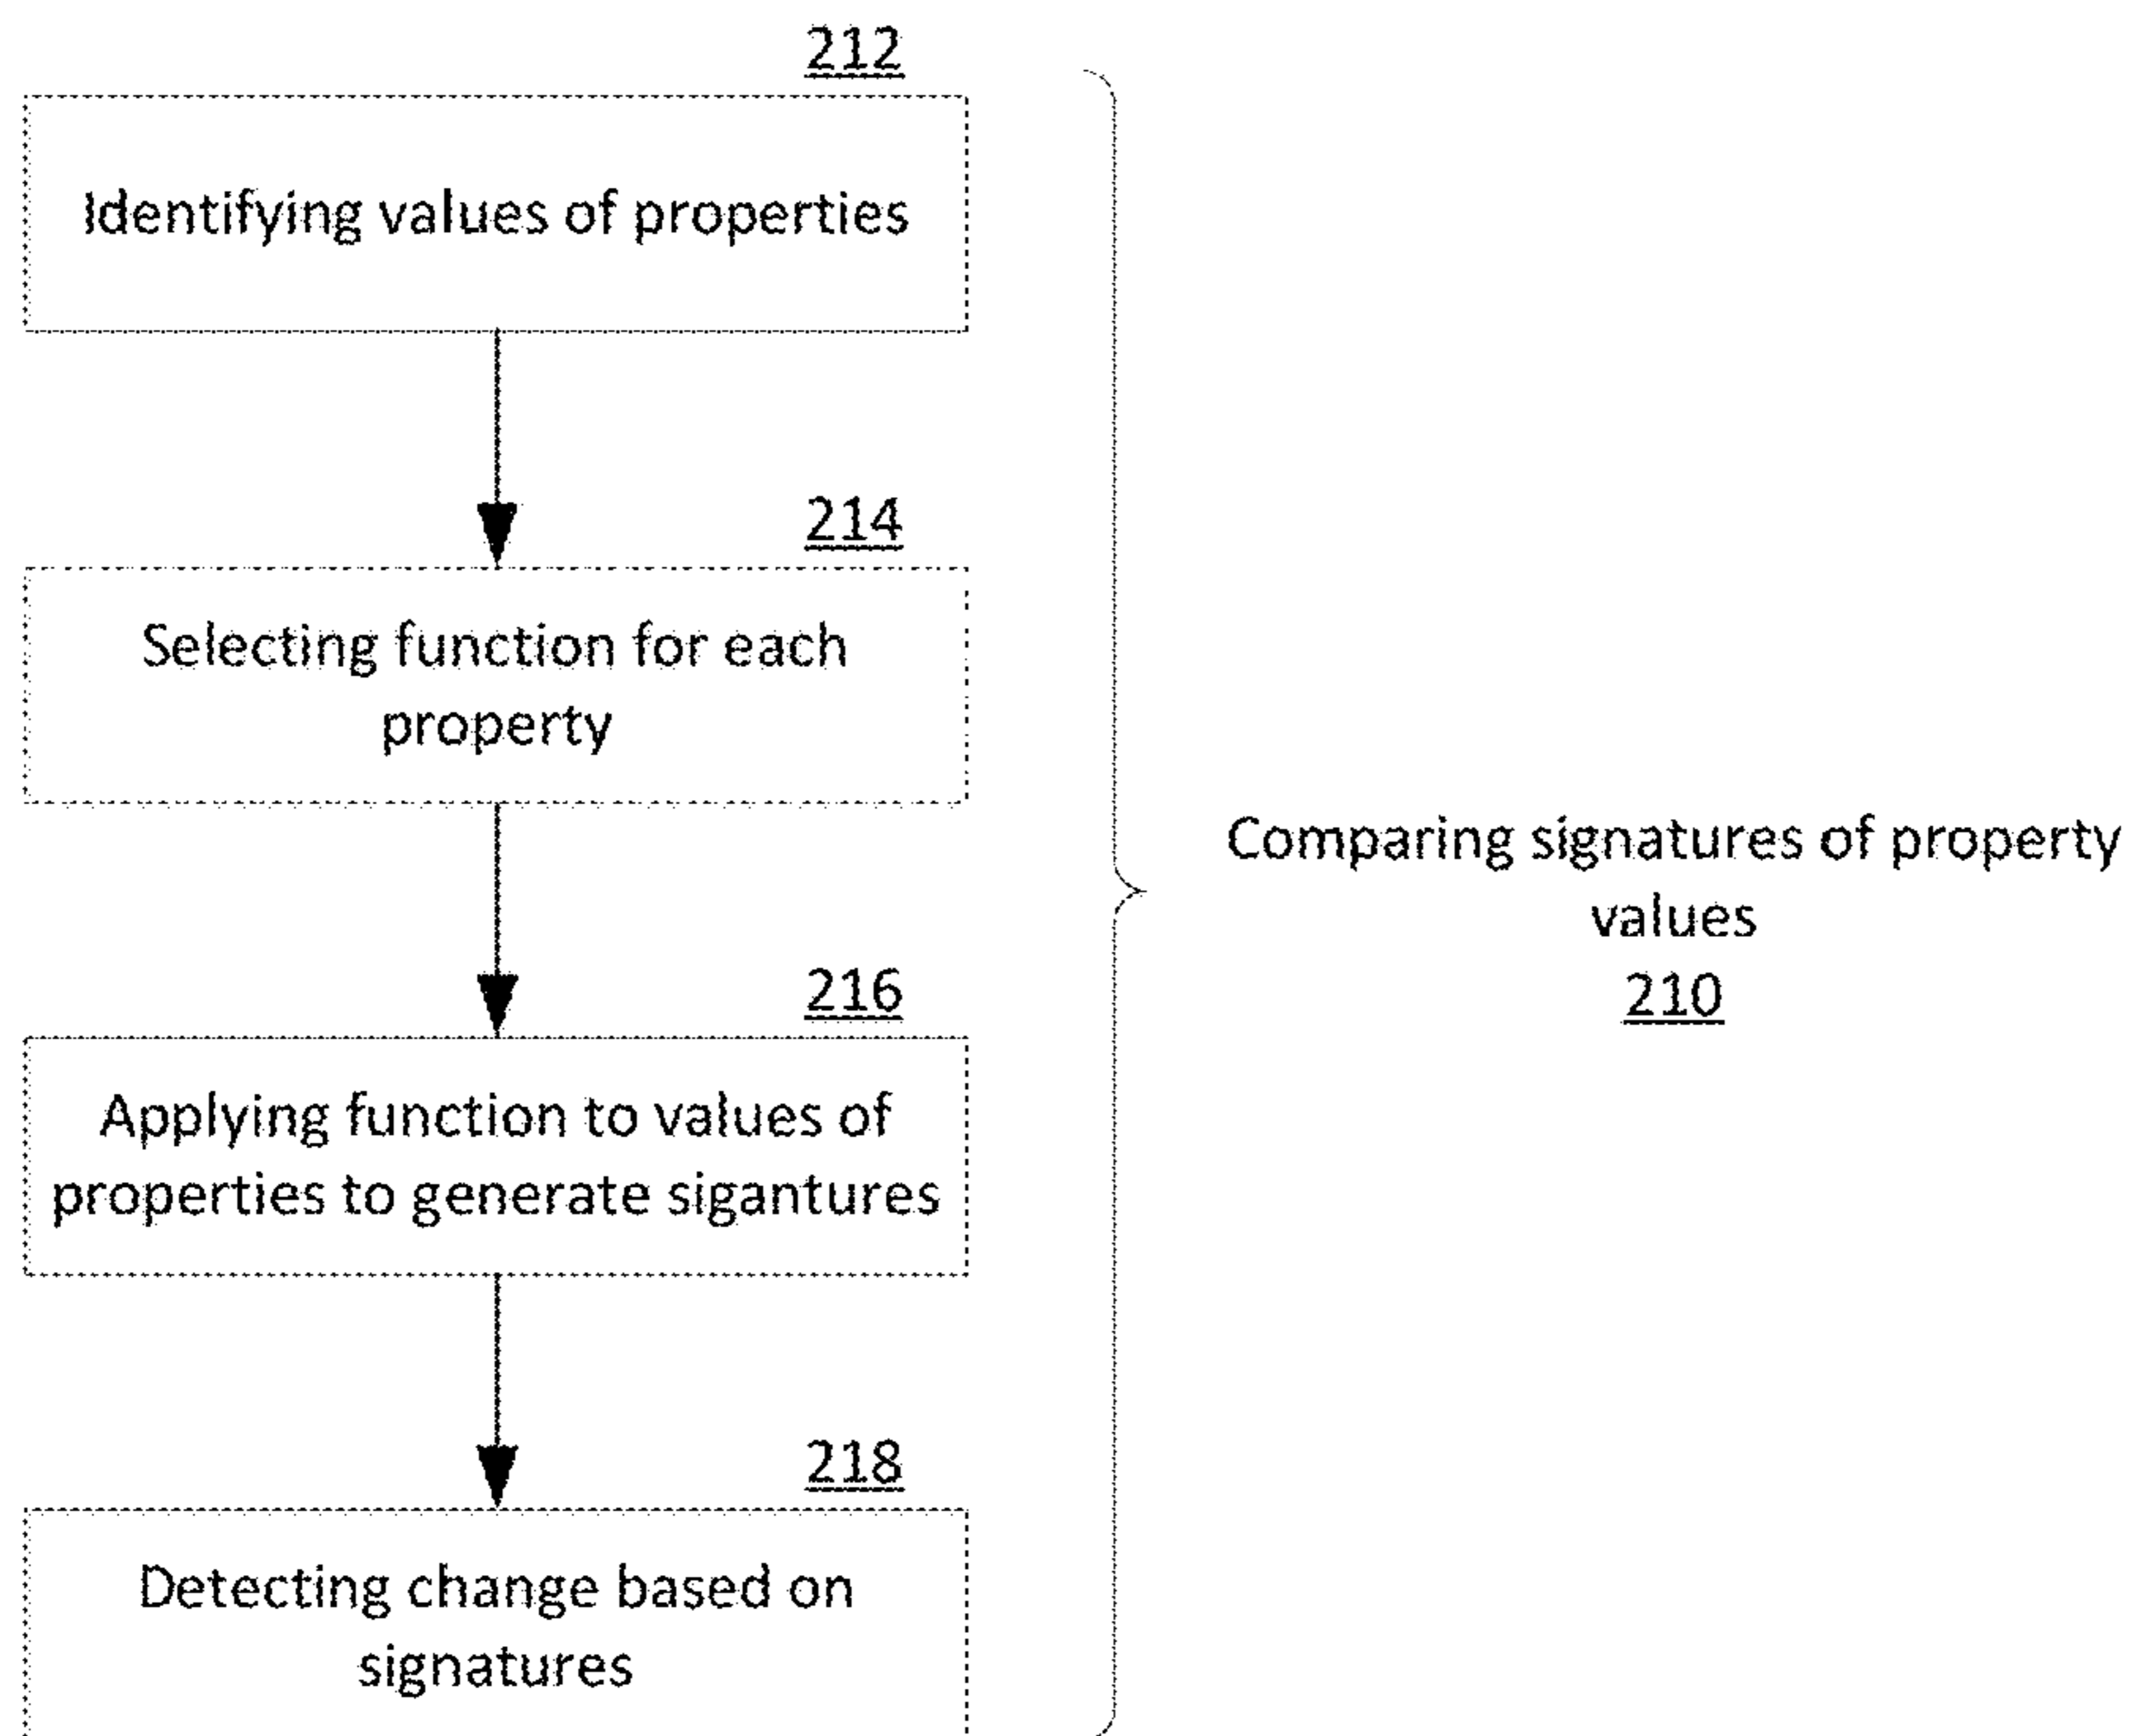 212
Identifying values of properties
214
Selecting function for each
property
216
Applying function to values of
properties to generate sigantures
218
Detecting change based on
signatures
Comparing signatures of property
values
210